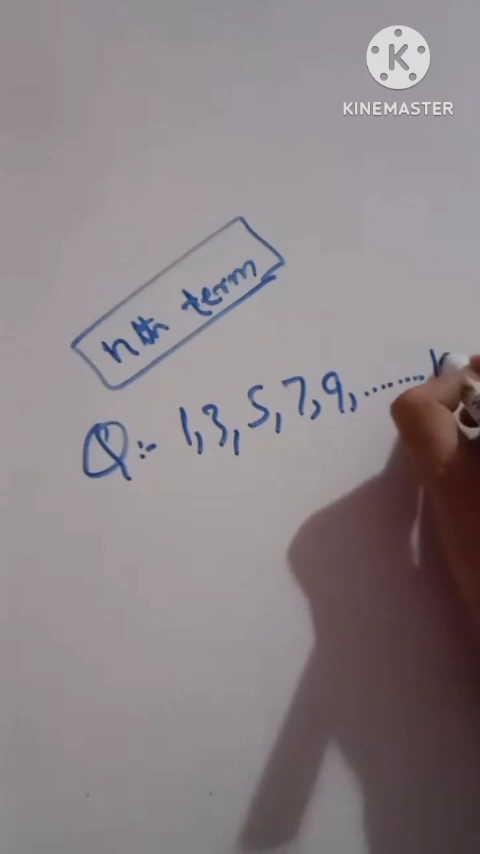 KINEMASTER
nth term
Q:- 1,3,5,7,9,........